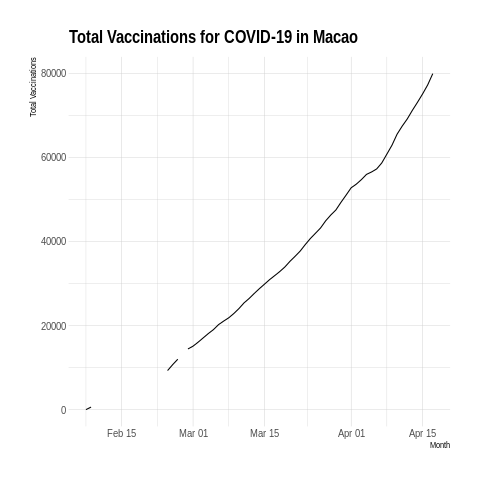 Total Vaccinations for COVID-19 in Macao
Total Vaccinations
80000
60000
40000
20000
0
Feb 15 Mar 01 Mar 15 Apr 01 Apr 15
Month